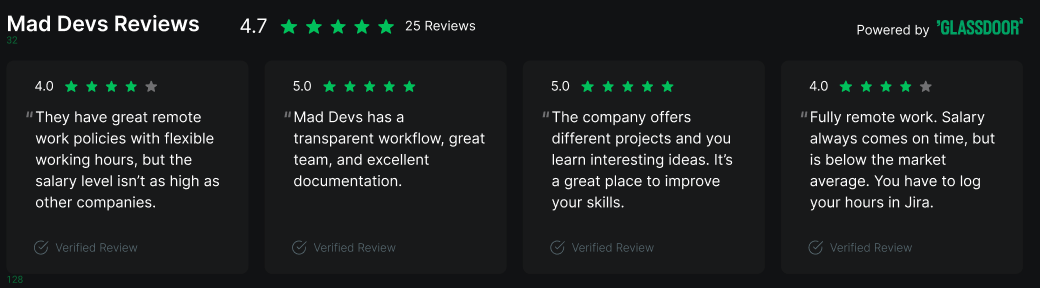 Mad Devs Reviews
4.7
25 Reviews
Powered by GLASSDOOR
32
4.0
"They have great remote
work policies with flexible
working hours, but the
salary level isn't as high as
other companies.
Verified Review
5.0
"Mad Devs has a
transparent workflow, great
team, and excellent
documentation.
Verified Review
5.0
"The company offers
different projects and you
learn interesting ideas. It's
a great place to improve
your skills.
Verified Review
4.0
"Fully remote work. Salary
always comes on time, but
is below the market
average. You have to log
your hours in Jira.
Verified Review
128